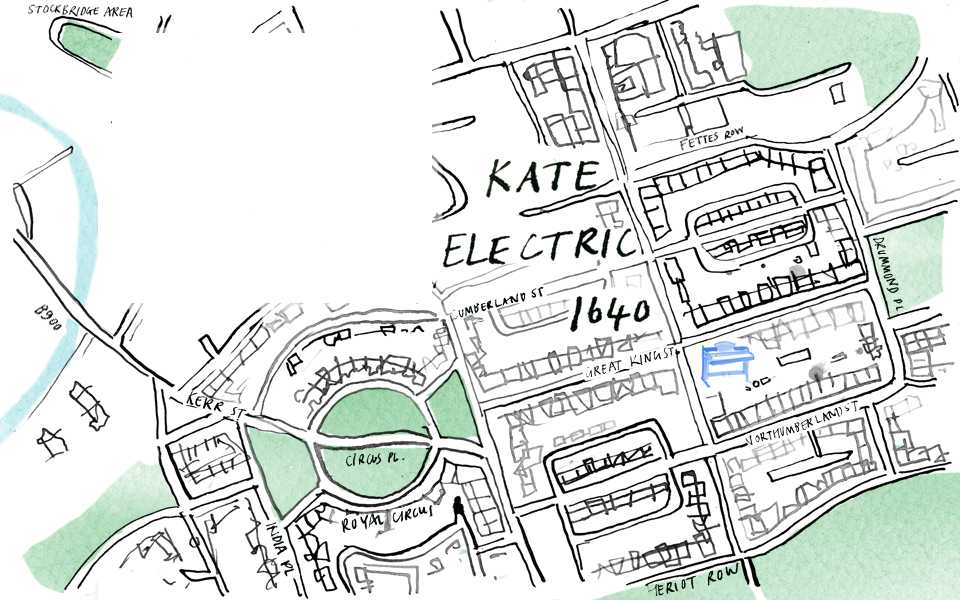 STOCKBRIDGE AREA
FETTES ROW
KATE
ELECTRIC
1640
DRUMMOND PL
CUMBERLAND ST
B900
GREAT KING ST
KERR ST
NORTHUMBERLAND ST
CIRCUS PL.
ROYAL CIRCUS
INDIA PL
HERIOT ROW